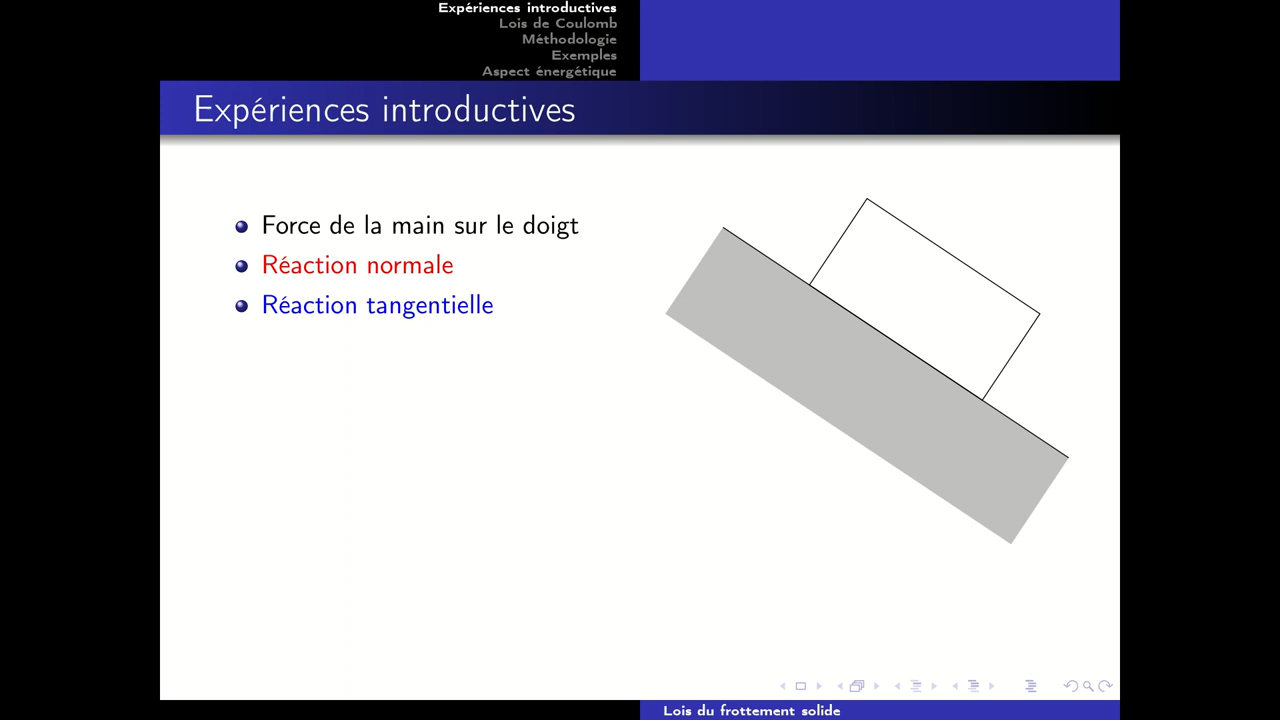 Expériences introductives
Lois de Coulomb
Méthodologie
Exemples
Aspect énergétique
Expériences introductives
Force de la main sur le doigt
Réaction normale
Réaction tangentielle
Lois du frottement solide